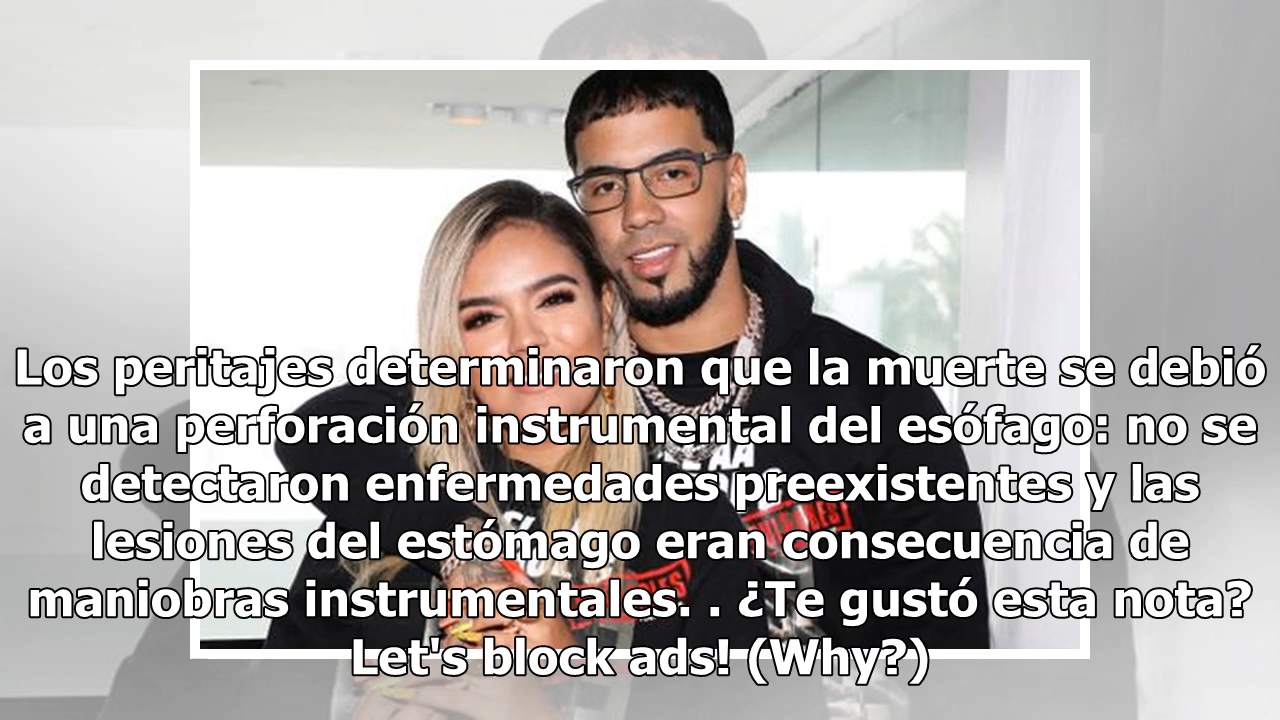 Los peritajes determinaron que la muerte se debió
a una perforación instrumental del esófago: no se
detectaron enfermedades preexistentes y las
lesiones del estómago eran consecuencia de
maniobras instrumentales. . ¿Te gustó esta nota?
Let's block ads! (Why?)